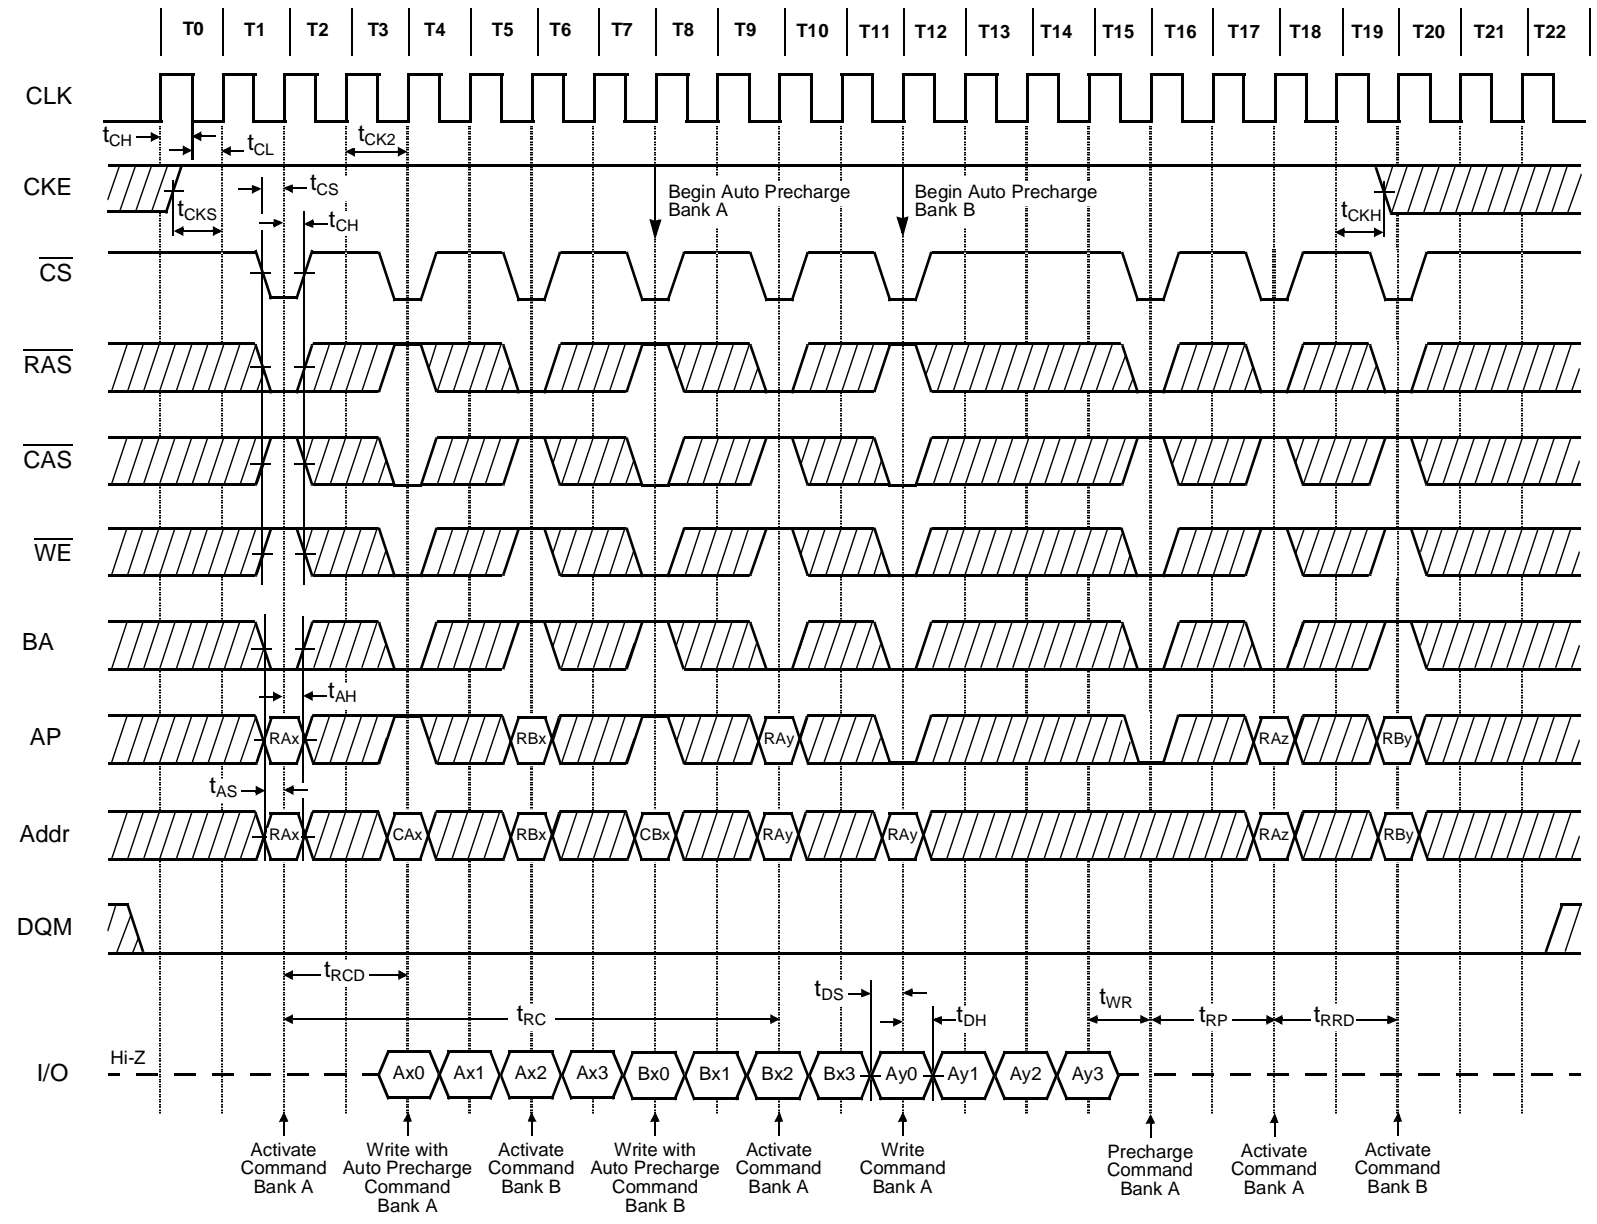 T0 T1 T2 T3 T4 T5 T6 T7 T8 T9 T10 T11 T12 T13 T14 T15 T16 T17 T18 T19 T20 T21 T22
CLK
tCH
tCL
tCK2
CKE
tCKS
tCS
tCH
Begin Auto Precharge
Bank A
Begin Auto Precharge
Bank B
tCKH
CS
RAS
CAS
WE
BA
tAH
AP
RAx RBx RAy RAz RBy
tAS
Addr
RAx CAx RBx CBx RAy RAy RAz RBy
DQM
tRCD
tRC
tDS
tDH
tWR
tRP
tRRD
Hi-Z
I/O
Ax0 Ax1 Ax2 Ax3 Bx0 Bx1 Bx2 Bx3 Ay0 Ay1 Ay2 Ay3
Activate
Command
Bank A
Write with
Auto Precharge
Command
Bank A
Activate
Command
Bank B
Write with
Auto Precharge
Command
Bank B
Activate
Command
Bank A
Write
Command
Bank A
Precharge
Command
Bank A
Activate
Command
Bank A
Activate
Command
Bank B